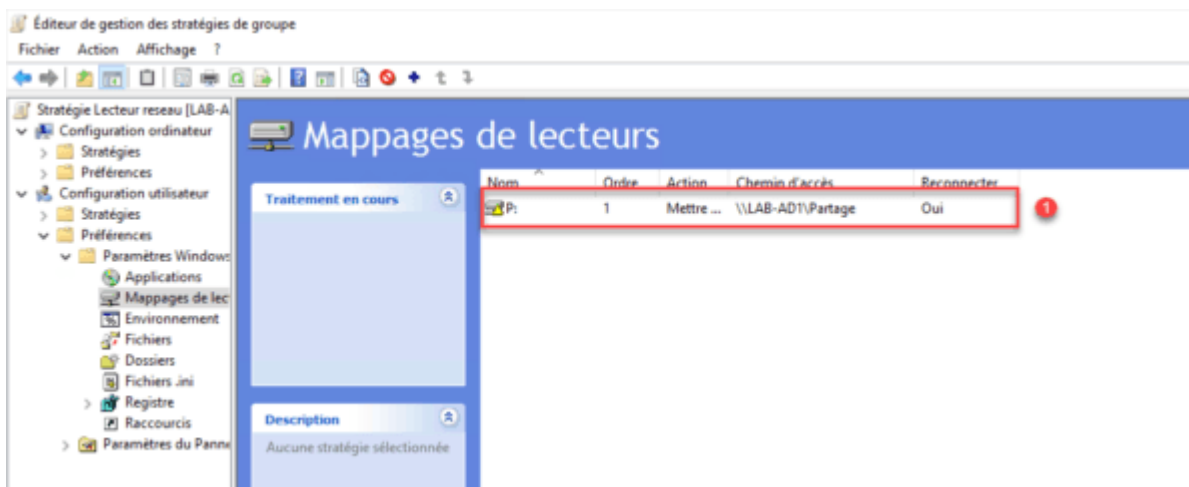 Éditeur de gestion des stratégies de groupe
Fichier Action Affichage ?
Stratégie Lecteur reseau [LAB-A
Configuration ordinateur
Stratégies
Préférences
Configuration utilisateur
Stratégies
Préférences
Paramètres Windows
Applications
Mappages de lec
Environnement
Fichiers
Dossiers
Fichiers .ini
Registre
Raccourcis
Paramètres du Panne
Mappages de lecteurs
Traitement en cours
Description
Aucune stratégie sélectionnée
Nom Ordre Action Chemin d'accès Reconnecter
P: 1 Mettre ... \\LAB-AD1\Partage Oui
1